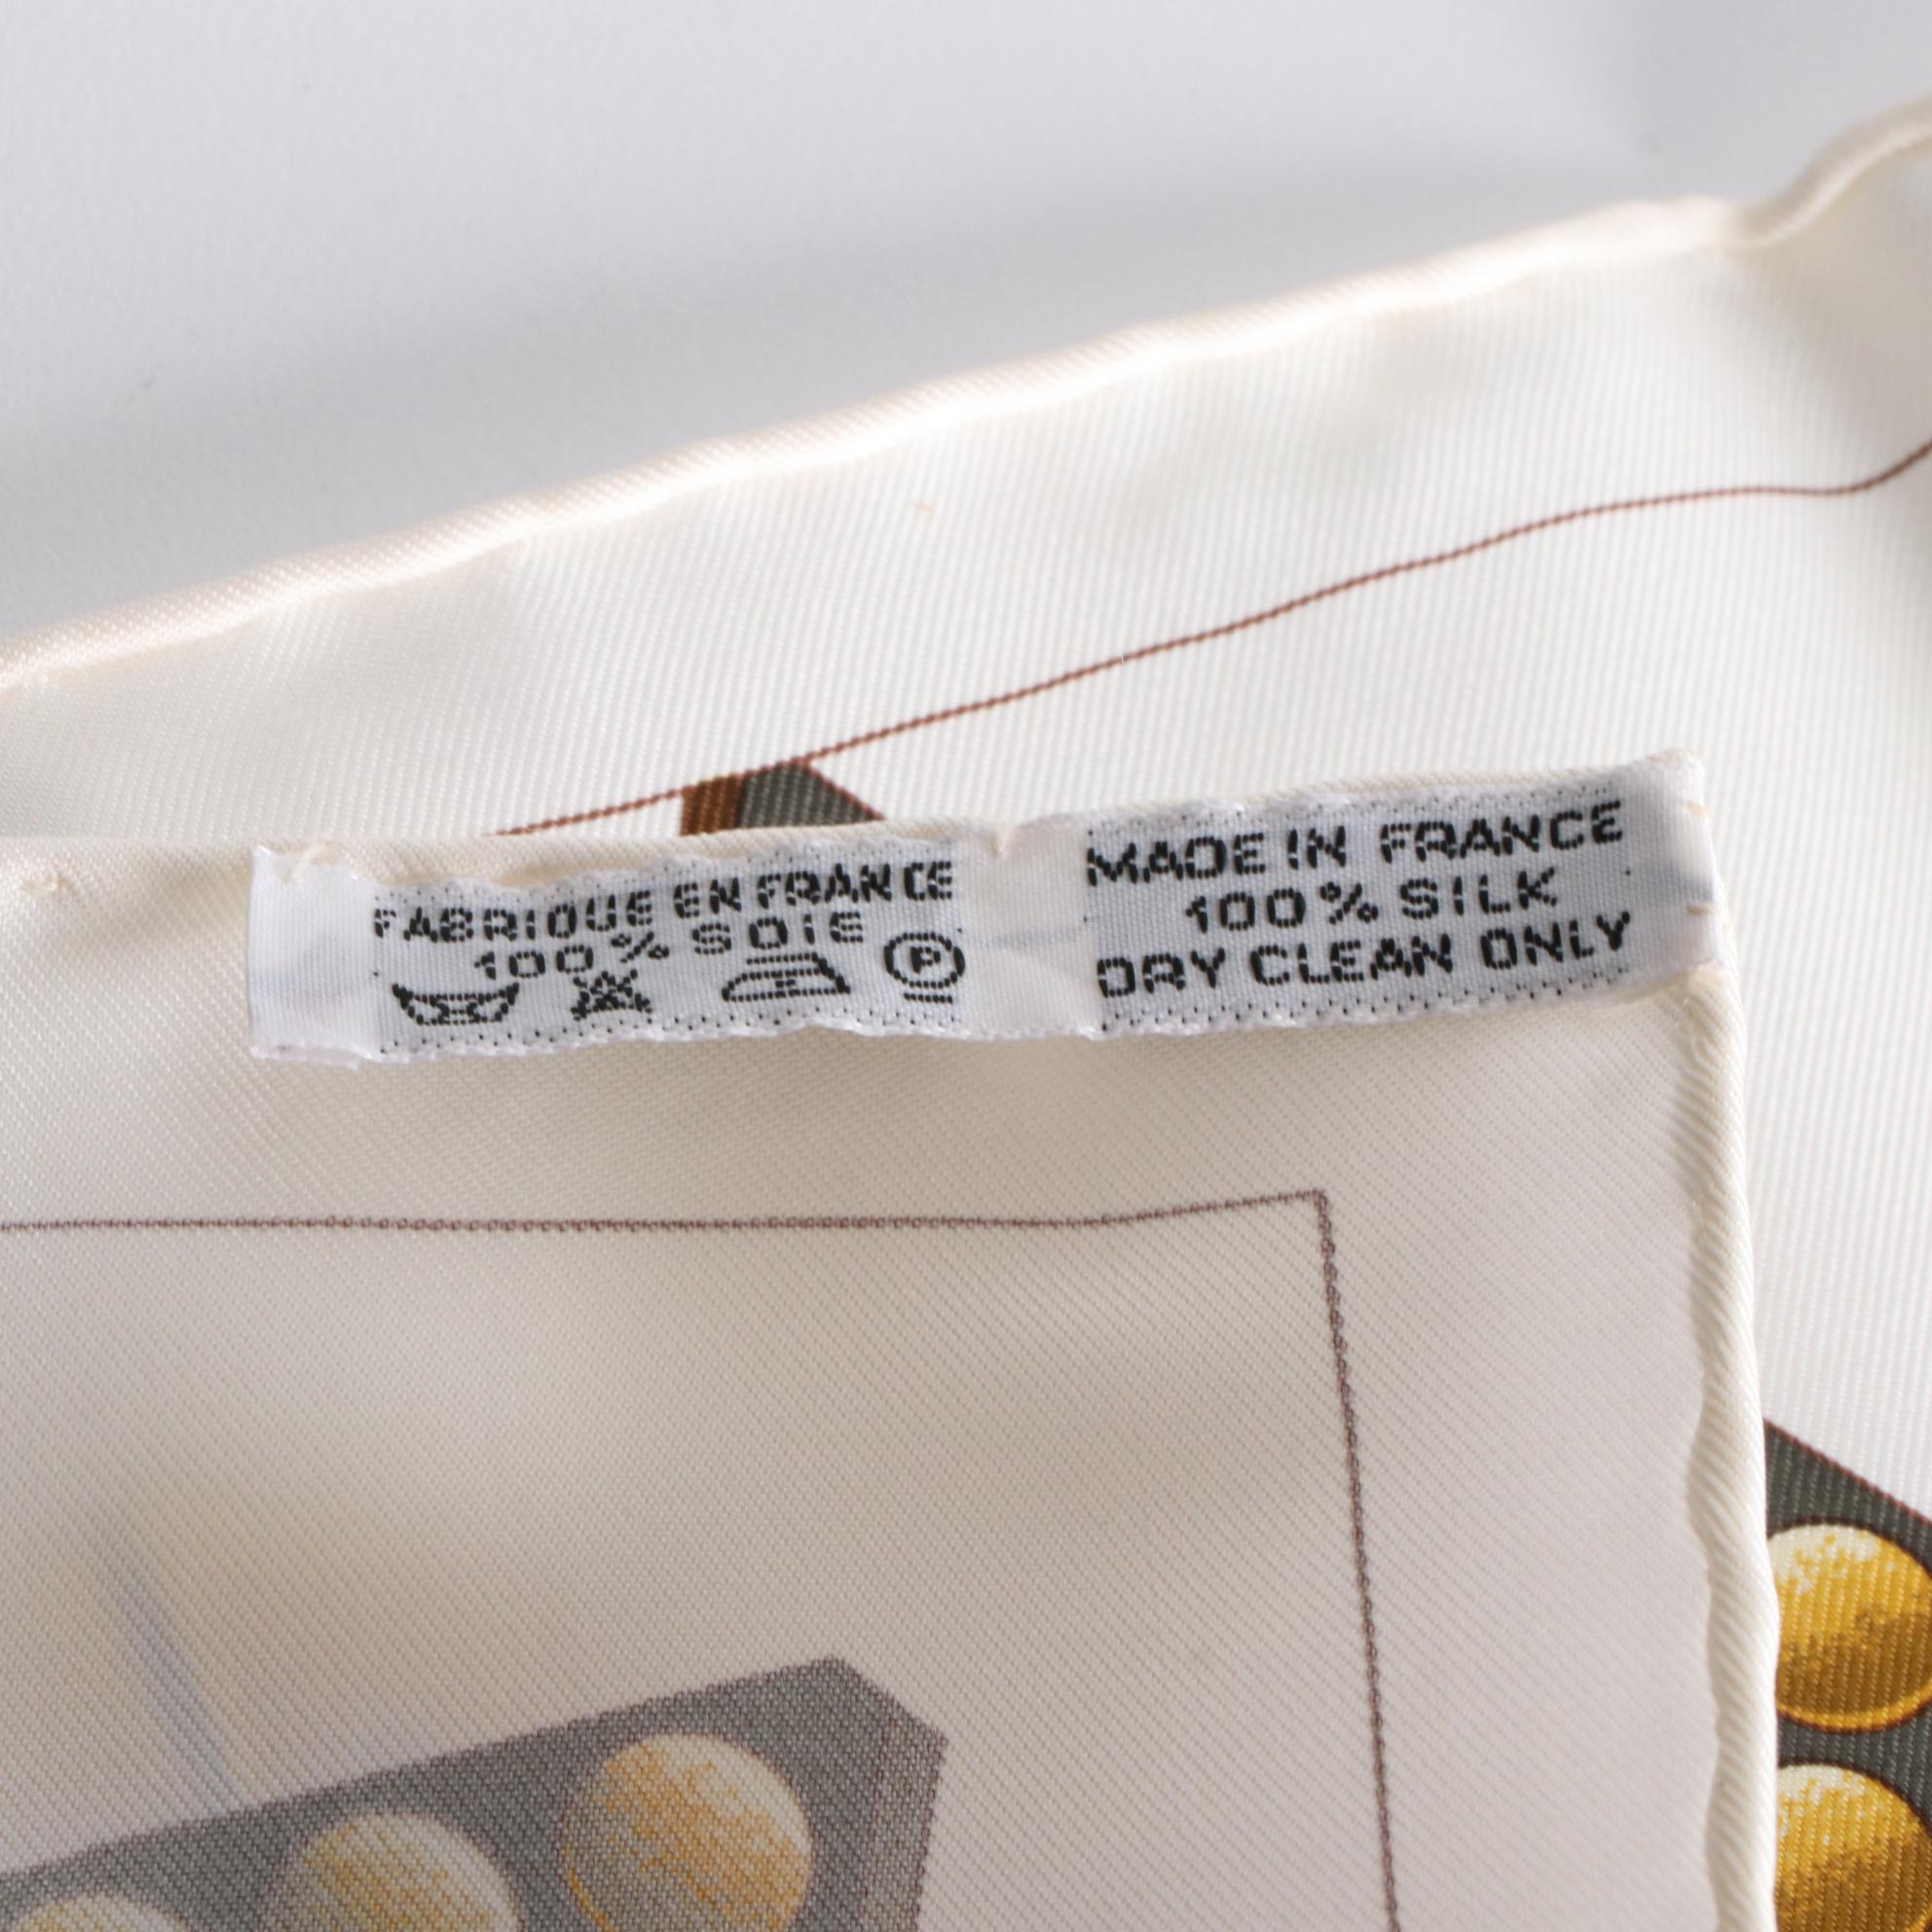 FABRIQUE EN FRANCE
100% SOIE
P
MADE IN FRANCE
100% SILK
DRY CLEAN ONLY